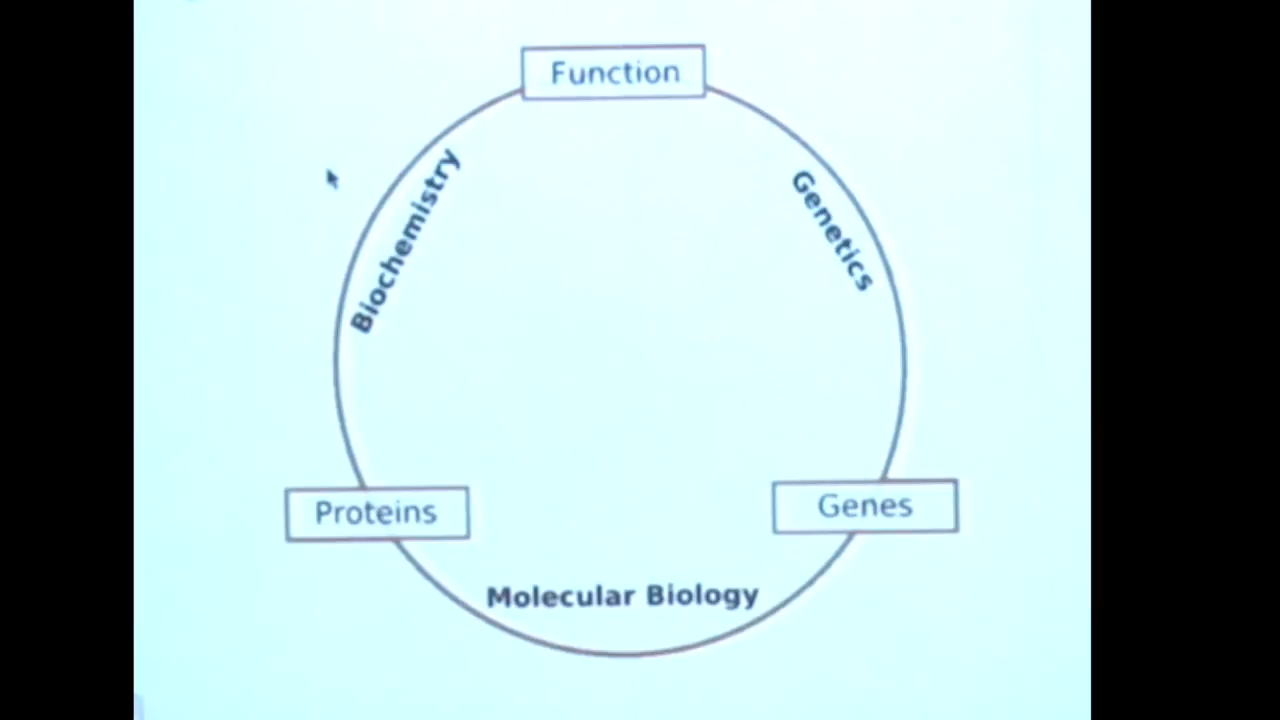 Function
Biochemistry
Genetics
Proteins
Genes
Molecular Biology